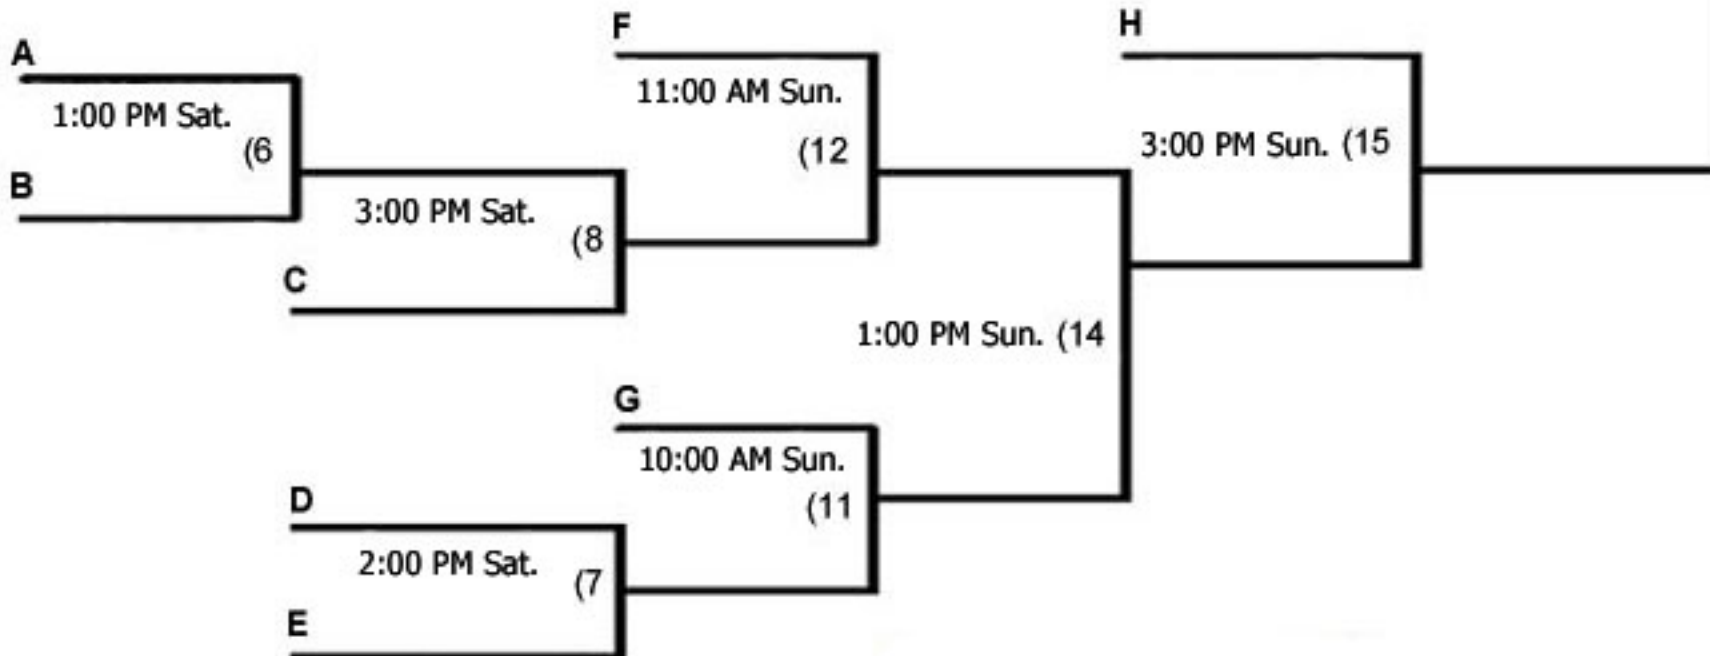 A
1:00 PM Sat.
(6
B
3:00 PM Sat.
(8
C
F
11:00 AM Sun.
(12
1:00 PM Sun. (14
G
10:00 AM Sun.
(11
D
2:00 PM Sat.
(7
E
H
3:00 PM Sun. (15